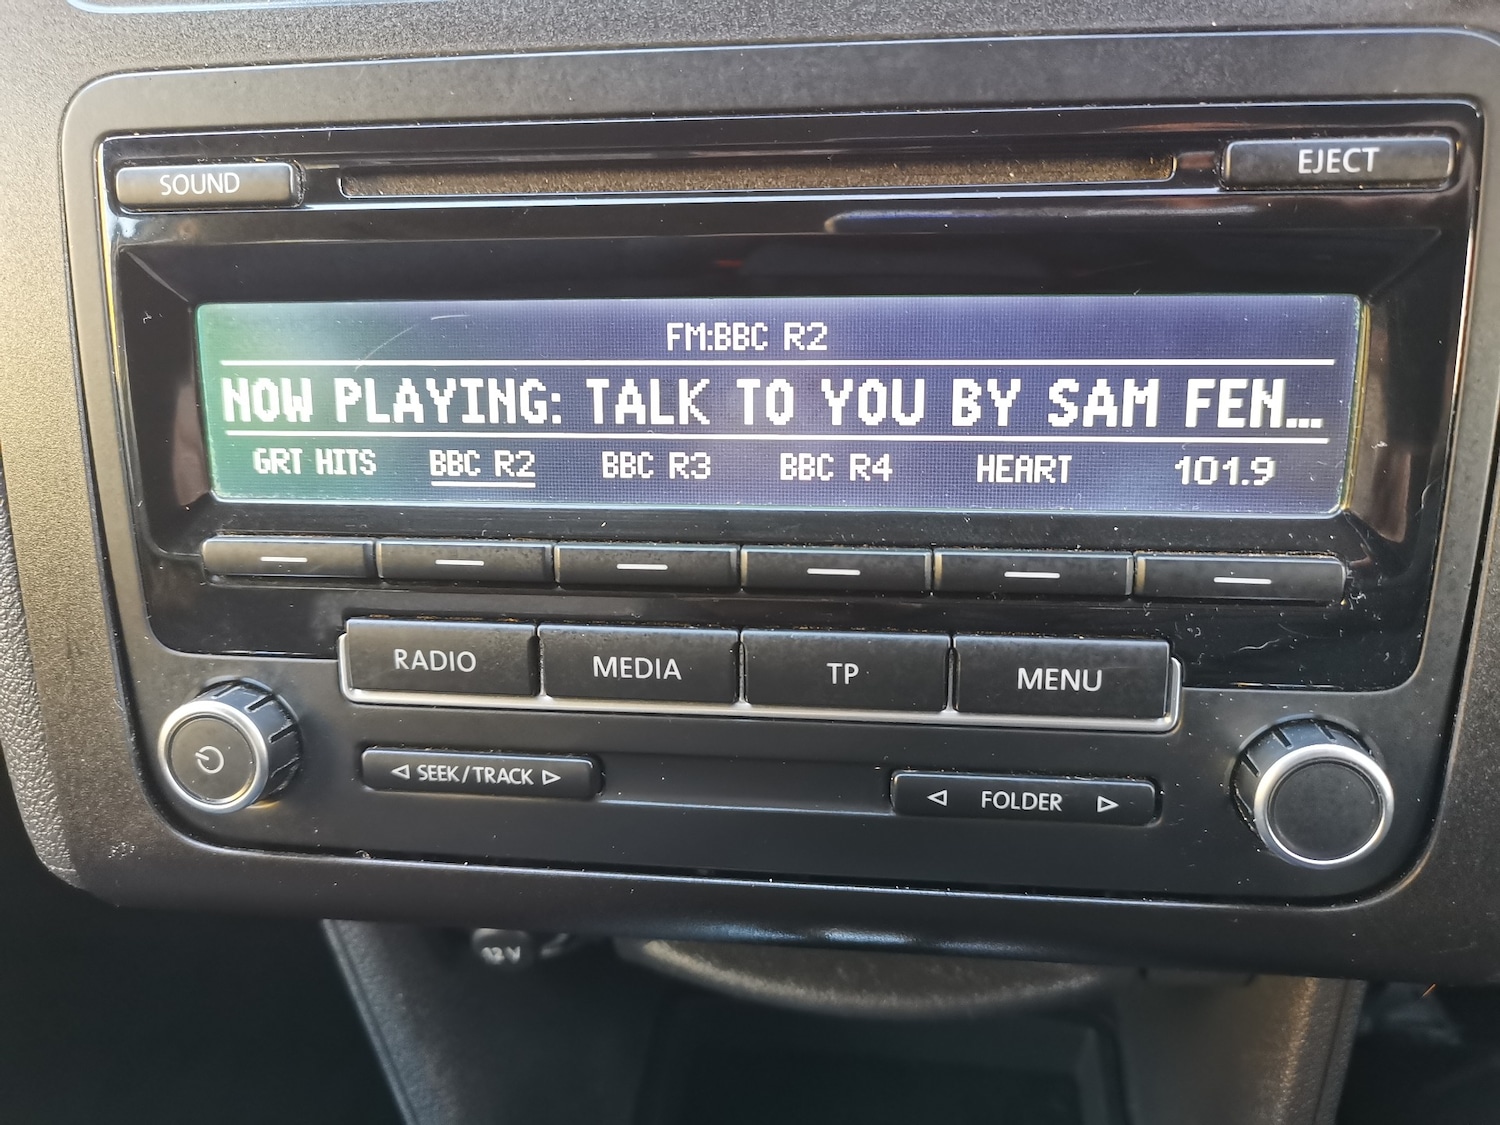 SOUND
EJECT
FM:BBC R2
NOW PLAYING: TALK TO YOU BY SAM FEN...
GRT HITS BBC R2 BBC R3 BBC R4 HEART 101.9
RADIO MEDIA TP MENU
SEEK/TRACK
FOLDER
12V